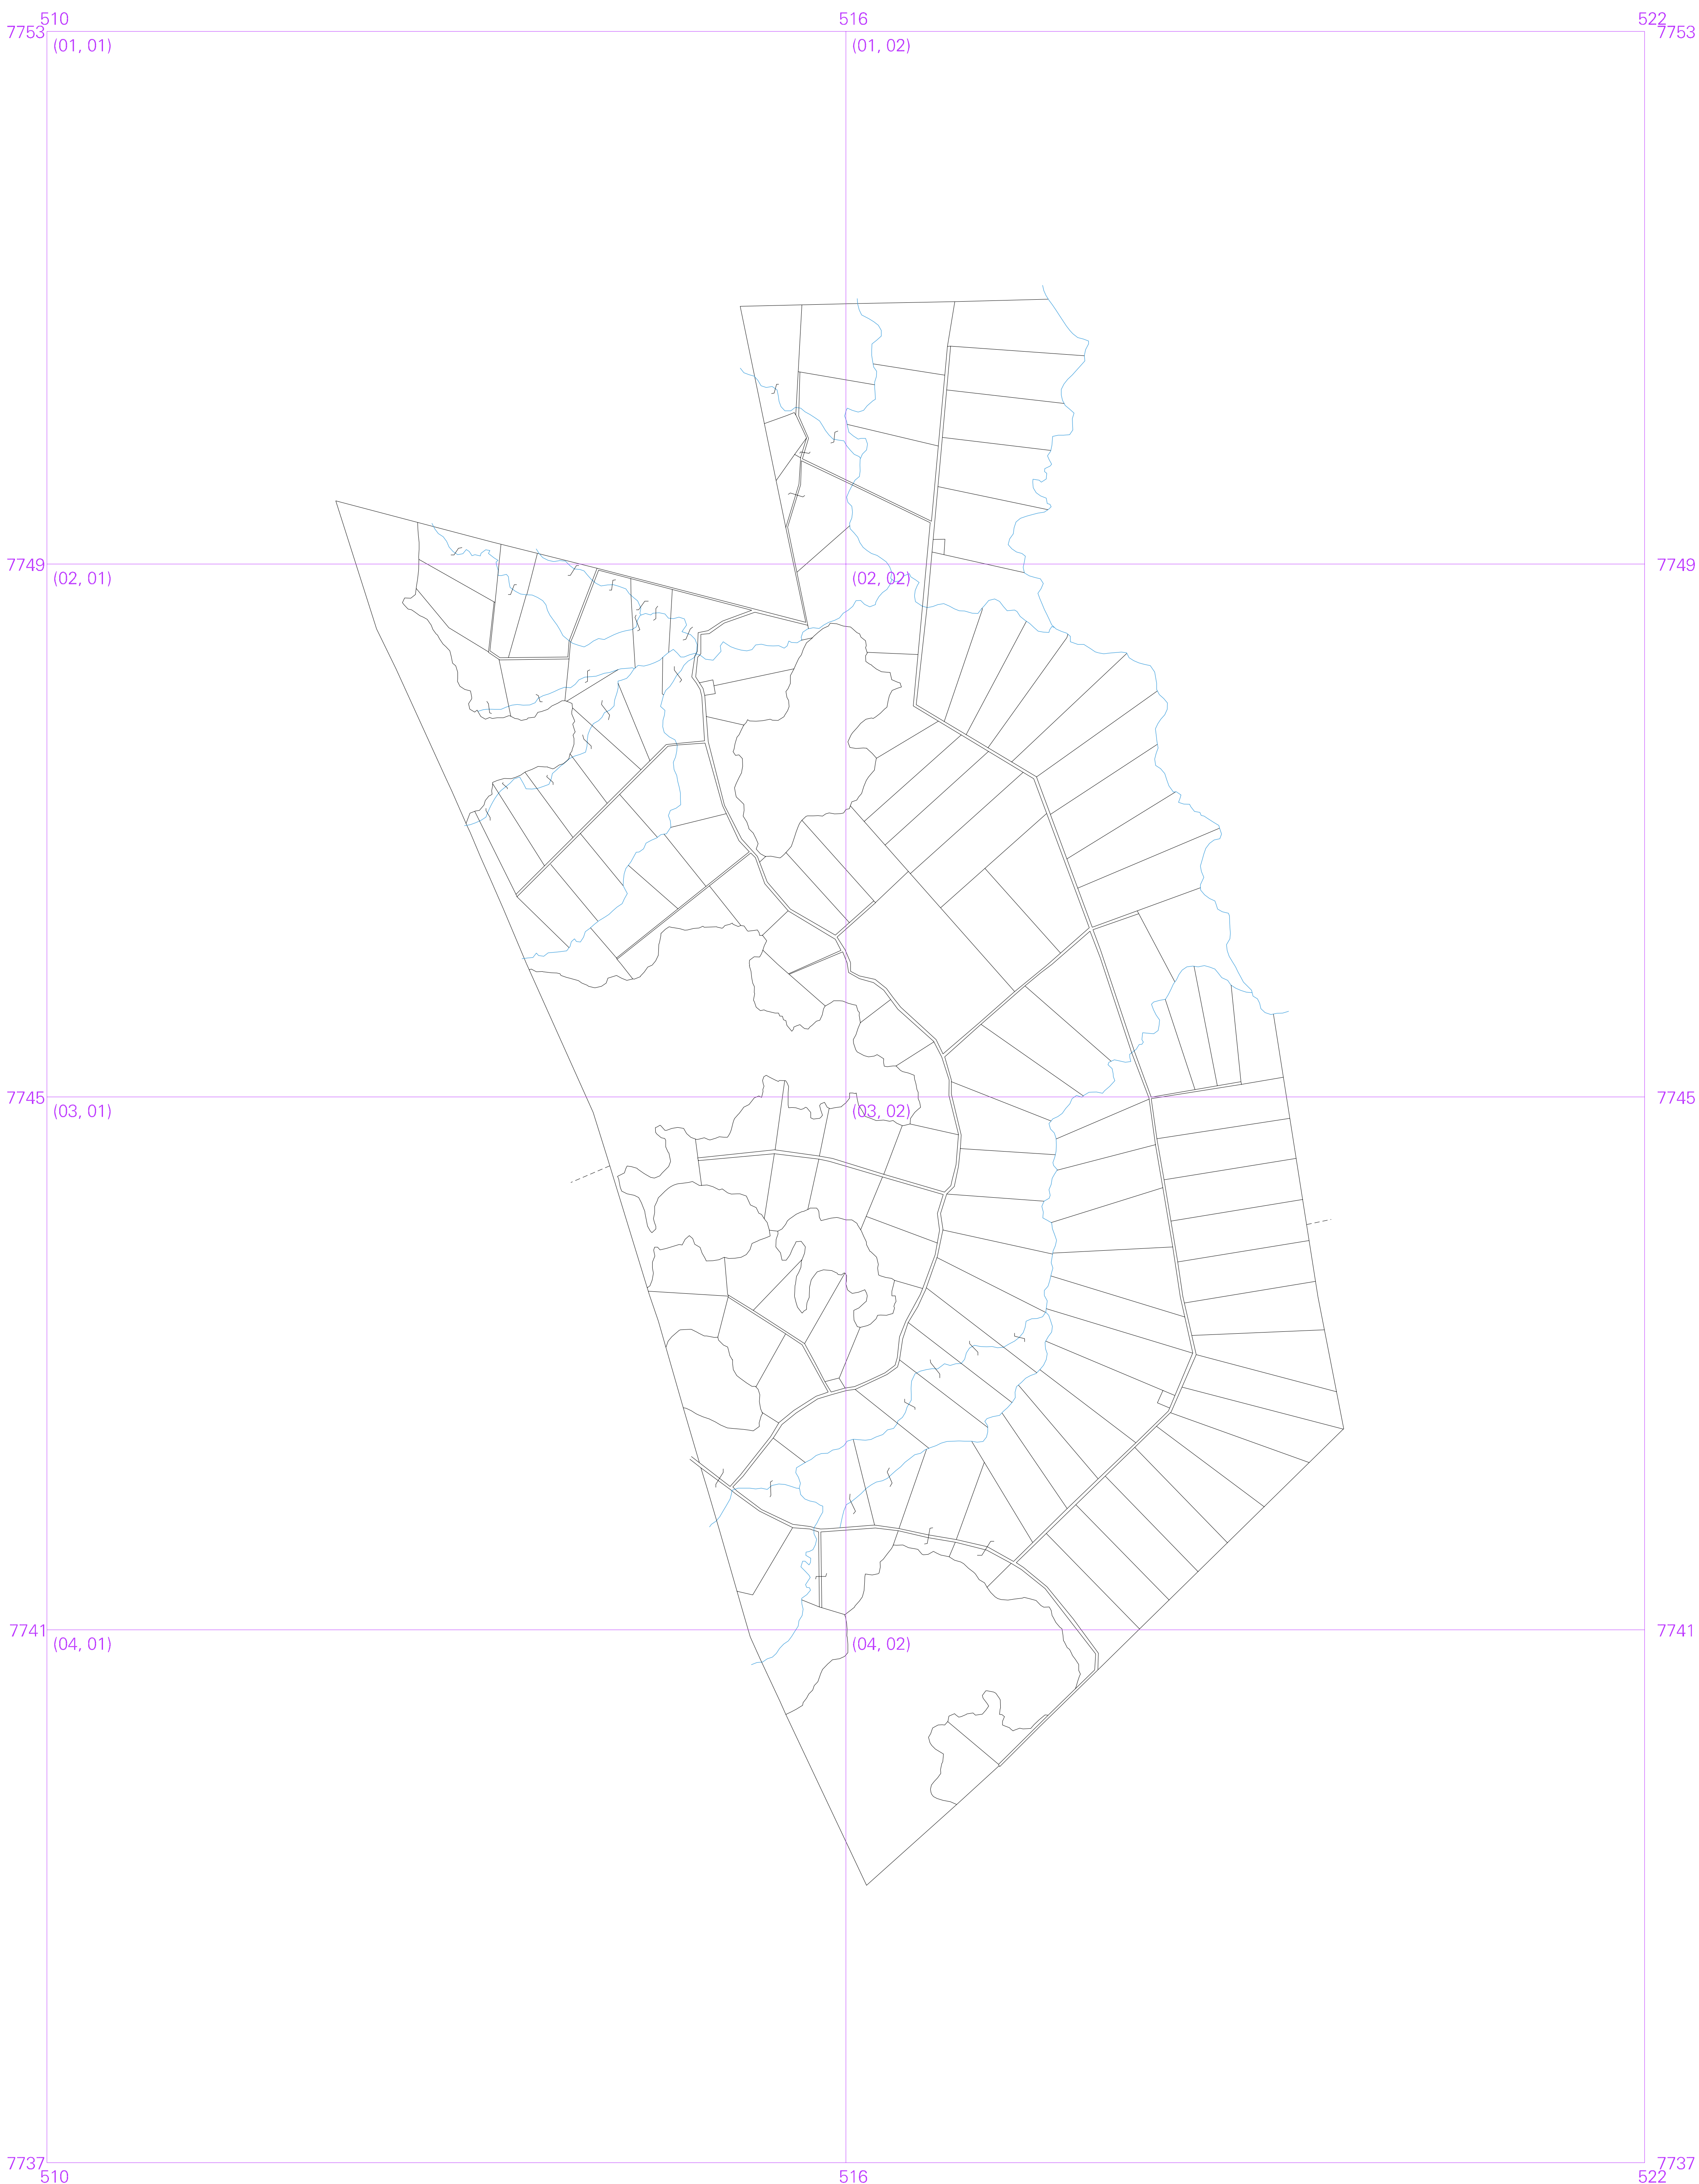 510 516 522
7753 7753
(01, 01) (01, 02)
7749 7749
(02, 01) (02, 02)
7745 7745
(03, 01) (03, 02)
7741 7741
(04, 01) (04, 02)
7737 7737
510 516 522